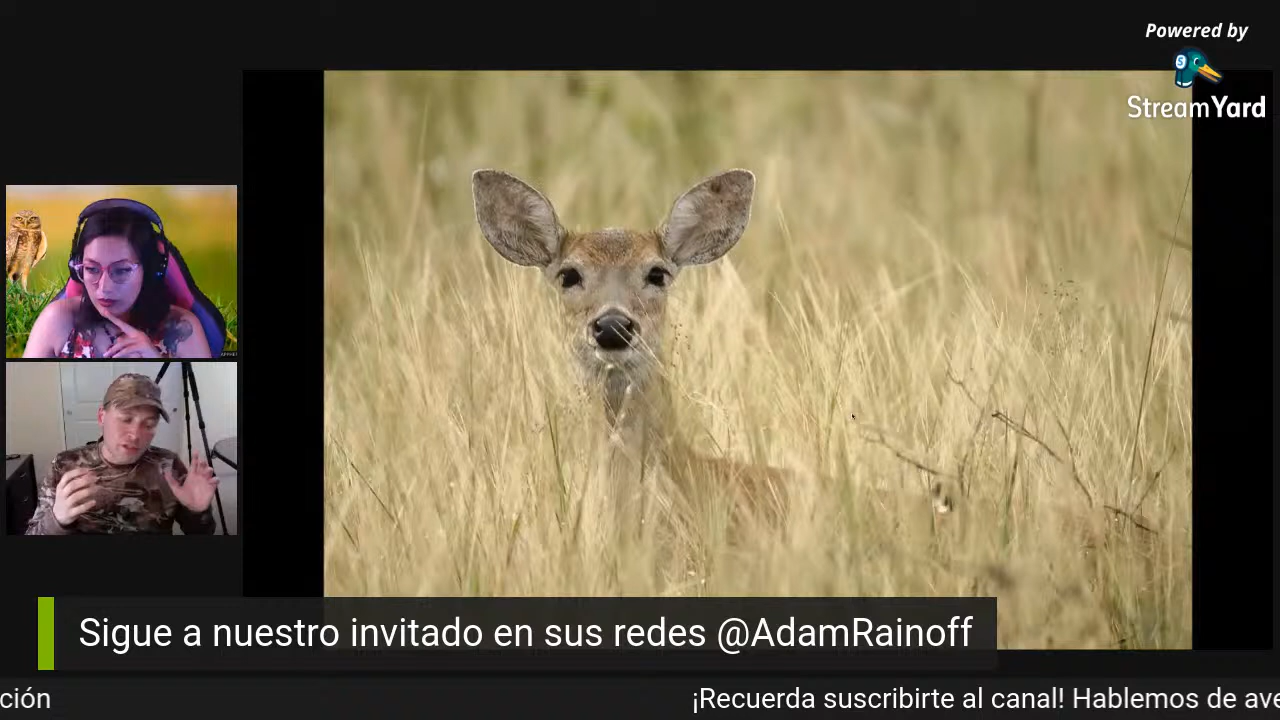 Powered by
StreamYard
Sigue a nuestro invitado en sus redes @AdamRainoff
ción
¡Recuerda suscribirte al canal! Hablemos de ave